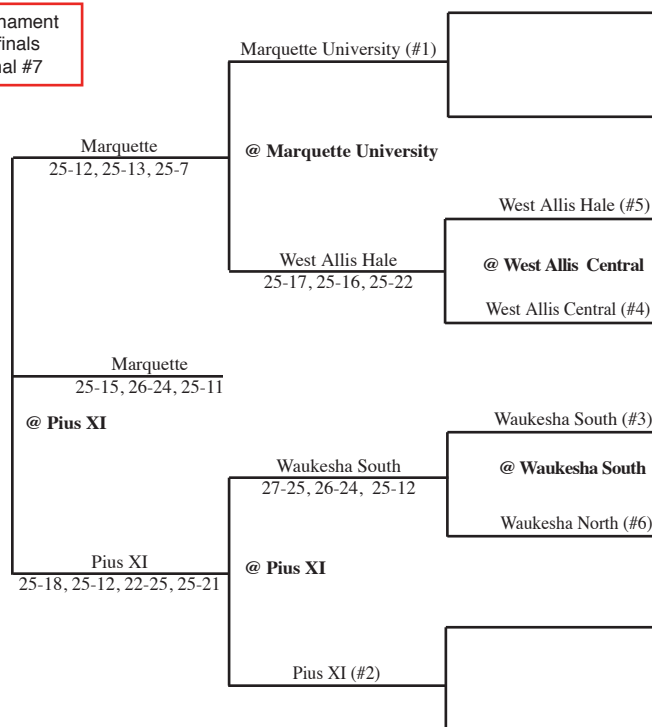 Marquette University (#1)
@ Marquette University
Marquette
25-12, 25-13, 25-7
West Allis Hale (#5)
@ West Allis Central
West Allis Central (#4)
West Allis Hale
25-17, 25-16, 25-22
Marquette
25-15, 26-24, 25-11
@ Pius XI
Waukesha South (#3)
@ Waukesha South
Waukesha North (#6)
Waukesha South
27-25, 26-24, 25-12
@ Pius XI
Pius XI
25-18, 25-12, 22-25, 25-21
Pius XI (#2)
#7